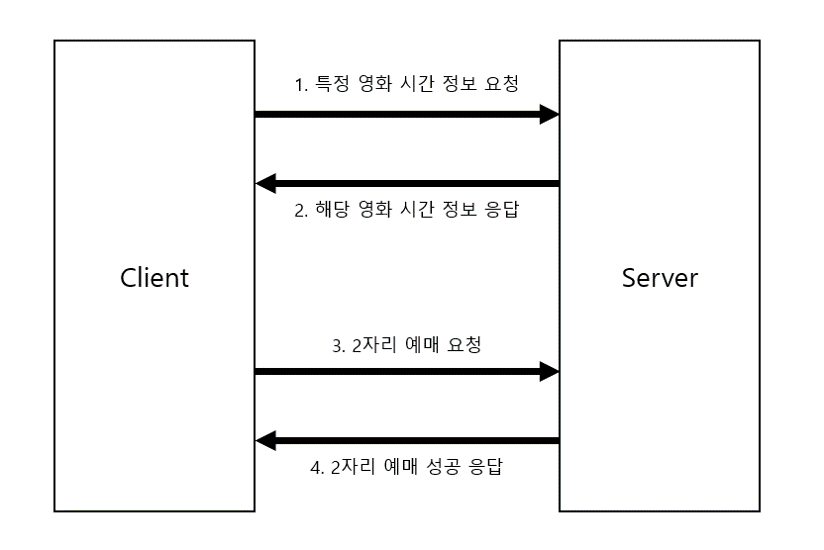 1. 특정 영화 시간 정보 요청
2. 해당 영화 시간 정보 응답
Client
Server
3. 2자리 예매 요청
4. 2자리 예매 성공 응답